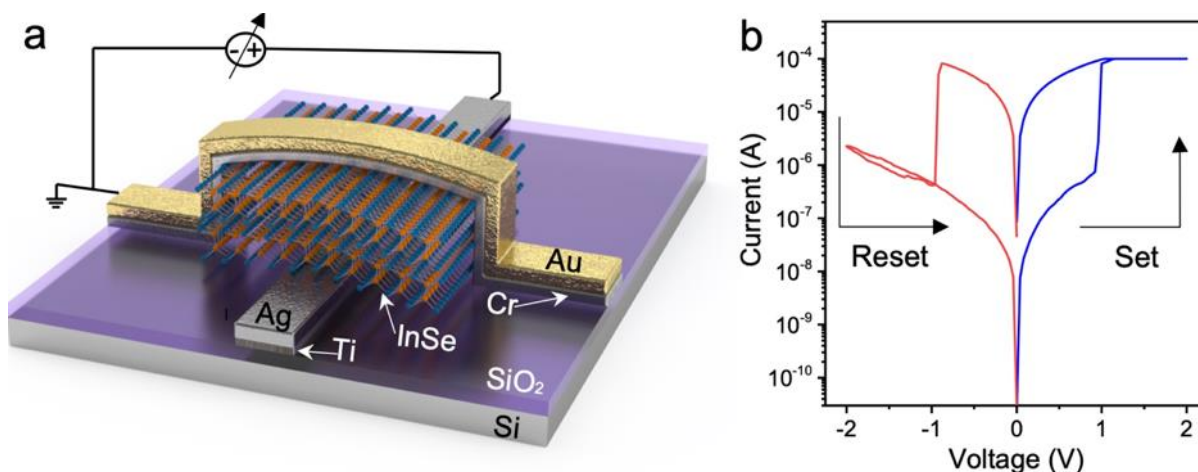 a
- +
Au
Cr
Ag
InSe
Ti
SiO₂
Si
b
Current (A)
10⁻⁴
10⁻⁵
10⁻⁶
10⁻⁷
10⁻⁸
10⁻⁹
10⁻¹⁰
Reset
Set
-2 -1 0 1 2
Voltage (V)